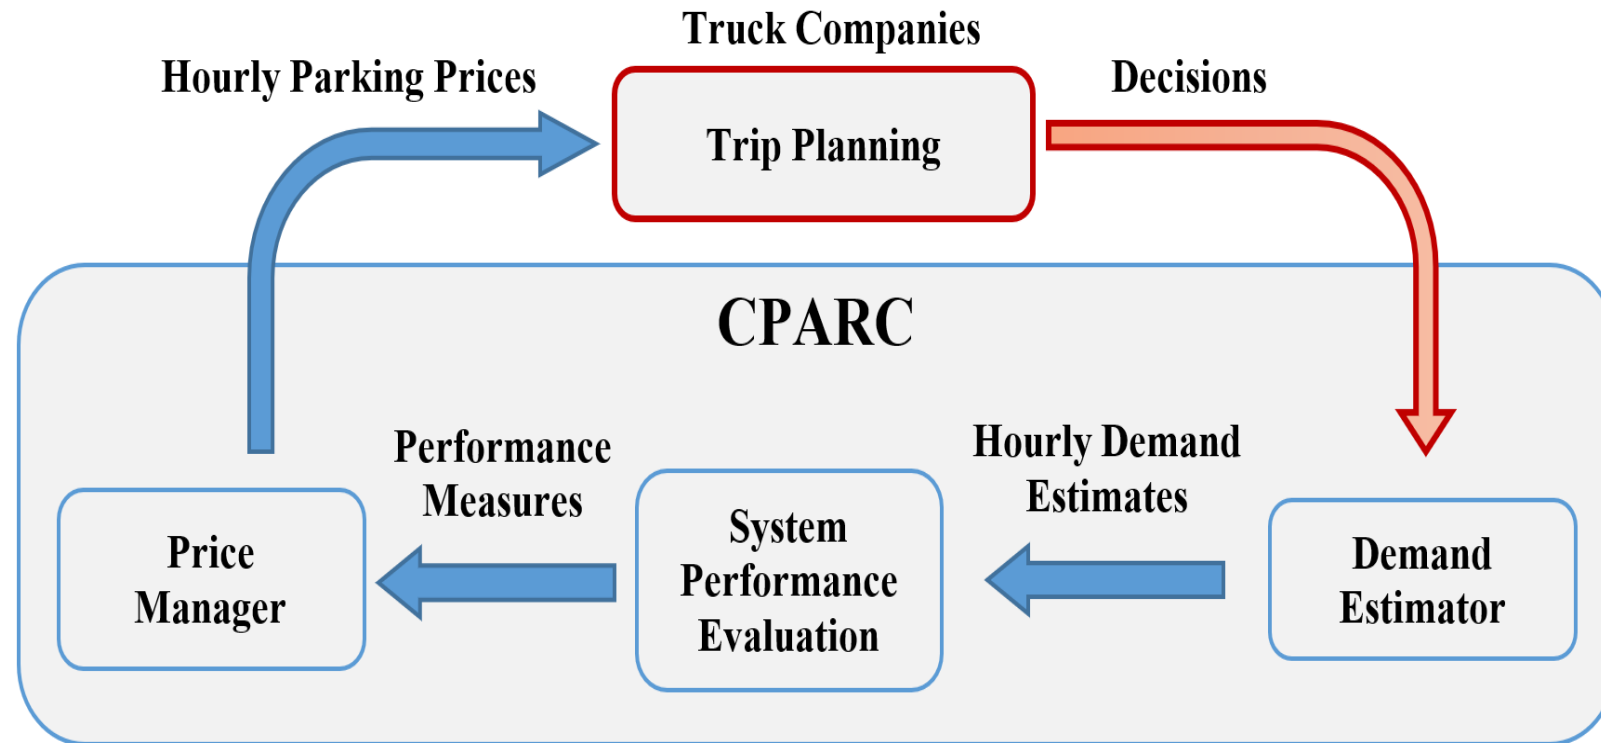 Truck Companies
Hourly Parking Prices
Decisions
Trip Planning
CPARC
Performance
Measures
Hourly Demand
Estimates
Price
Manager
System
Performance
Evaluation
Demand
Estimator